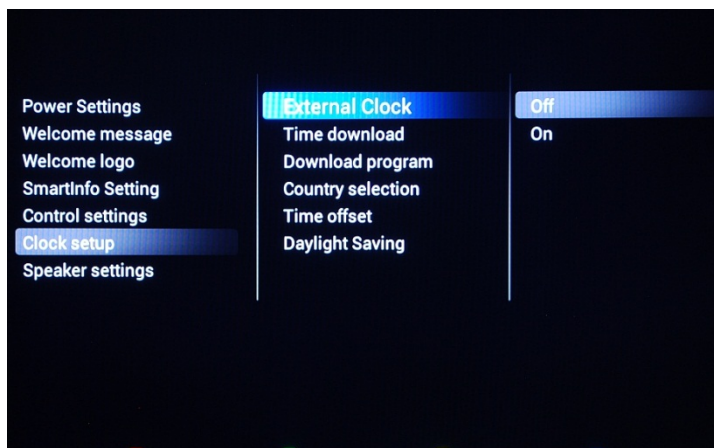 Power Settings
Welcome message
Welcome logo
SmartInfo Setting
Control settings
Clock setup
Speaker settings
External Clock
Time download
Download program
Country selection
Time offset
Daylight Saving
Off
On